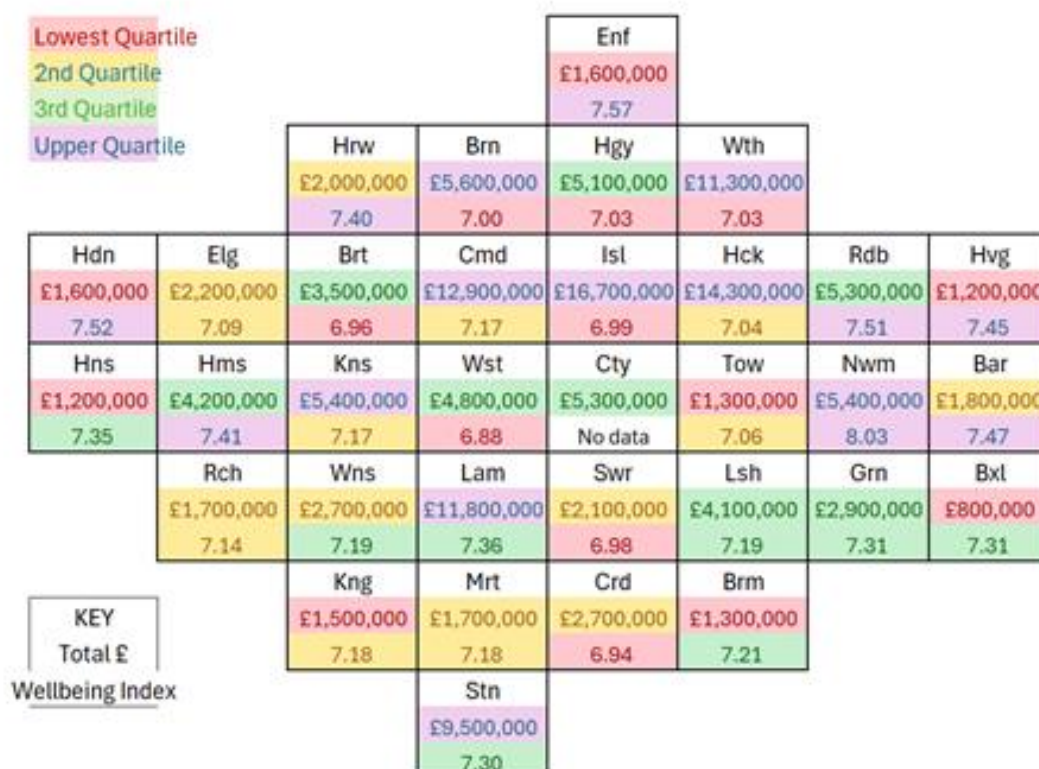 Lowest Quartile
2nd Quartile
3rd Quartile
Upper Quartile
Enf
£1,600,000
7.57
Hrw Brn Hgy Wth
£2,000,000 £5,600,000 £5,100,000 £11,300,000
7.40 7.00 7.03 7.03
Hdn Elg Brt Cmd Isl Hck Rdb Hvg
£1,600,000 £2,200,000 £3,500,000 £12,900,000 £16,700,000 £14,300,000 £5,300,000 £1,200,000
7.52 7.09 6.96 7.17 6.99 7.04 7.51 7.45
Hns Hms Kns Wst Cty Tow Nwm Bar
£1,200,000 £4,200,000 £5,400,000 £4,800,000 £5,300,000 £1,300,000 £5,400,000 £1,800,000
7.35 7.41 7.17 6.88 No data 7.06 8.03 7.47
Rch Wns Lam Swr Lsh Grn Bxl
£1,700,000 £2,700,000 £11,800,000 £2,100,000 £4,100,000 £2,900,000 £800,000
7.14 7.19 7.36 6.98 7.19 7.31 7.31
Kng Mrt Crd Brm
£1,500,000 £1,700,000 £2,700,000 £1,300,000
7.18 7.18 6.94 7.21
KEY
Total £
Wellbeing Index
Stn
£9,500,000
7.30